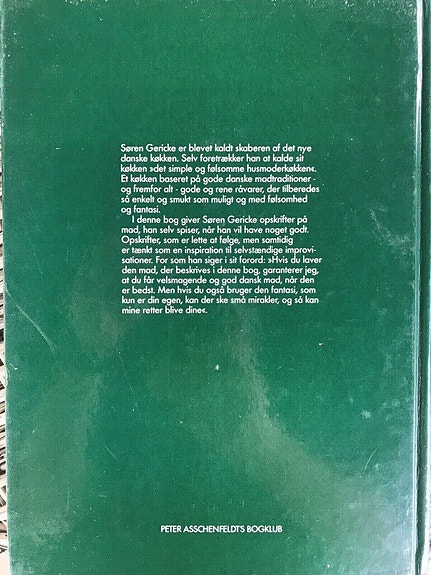 Søren Gericke er blevet kaldt skaberen af det nye
danske køkken. Selv foretrækker han at kalde sit
køkken »det simple og følsomme husmoderkøkken«.
Et køkken baseret på gode danske madtraditioner -
og fremfor alt - gode og rene råvarer, der tilberedes
så enkelt og smukt som muligt og med følsomhed
og fantasi.
I denne bog giver Søren Gericke opskrifter på
mad, han selv spiser, når han vil have noget godt.
Opskrifter, som er lette at følge, men samtidig
er tænkt som en inspiration til selvstændige improvi-
sationer. For som han siger i sit forord: »Hvis du laver
den mad, der beskrives i denne bog, garanterer jeg,
at du får velsmagende og god dansk mad, når den
er bedst. Men hvis du også bruger den fantasi, som
kun er din egen, kan der ske små mirakler, og så kan
mine retter blive dine«.
PETER ASSCHENFELDT'S BOGKLUB